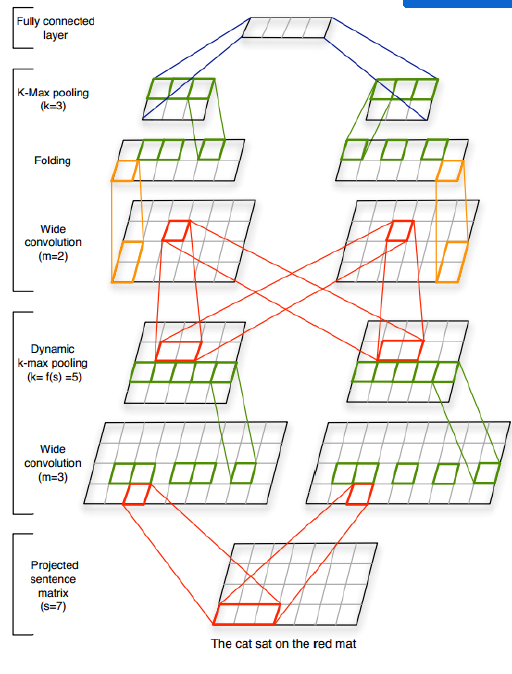 Fully connected
layer
K-Max pooling
(k=3)
Folding
Wide
convolution
(m=2)
Dynamic
k-max pooling
(k= f(s) =5)
Wide
convolution
(m=3)
Projected
sentence
matrix
(s=7)
The cat sat on the red mat